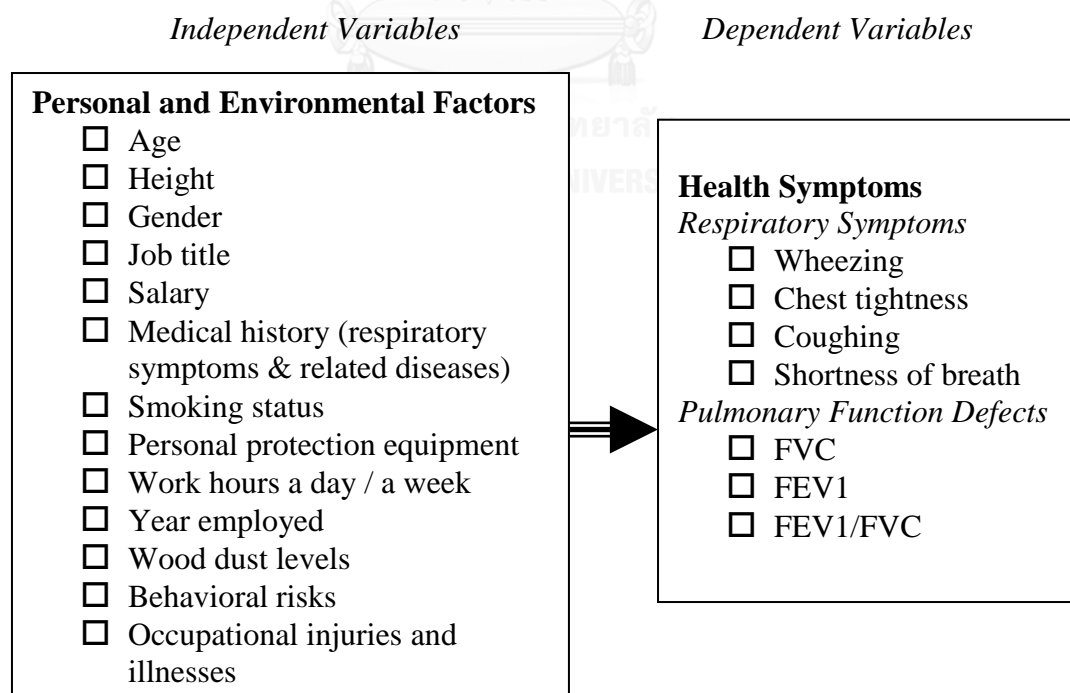 Independent Variables
Dependent Variables
Personal and Environmental Factors
Age
Height
Gender
Job title
Salary
Medical history (respiratory
symptoms & related diseases)
Smoking status
Personal protection equipment
Work hours a day / a week
Year employed
Wood dust levels
Behavioral risks
Occupational injuries and
illnesses
Health Symptoms
Respiratory Symptoms
Wheezing
Chest tightness
Coughing
Shortness of breath
Pulmonary Function Defects
FVC
FEV1
FEV1/FVC